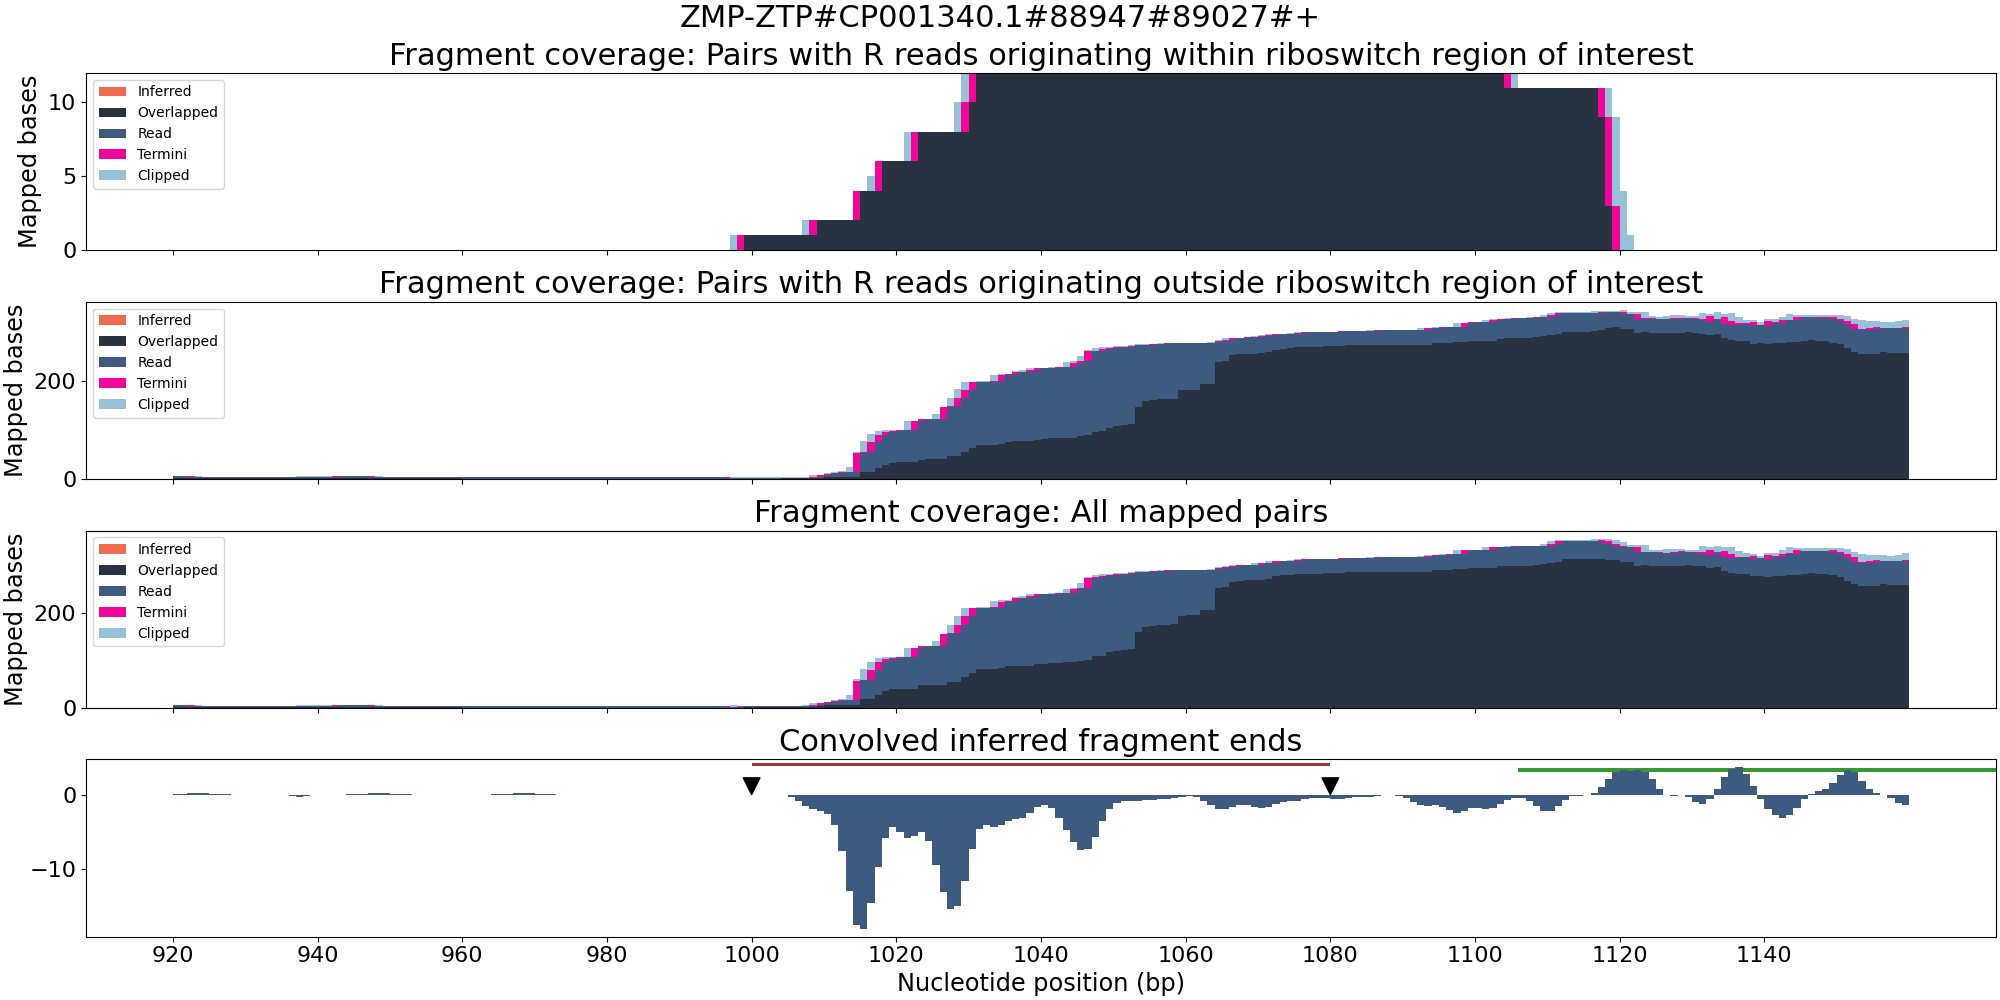 ZMP-ZTP#CP001340.1#88947#89027#+
Fragment coverage: Pairs with R reads originating within riboswitch region of interest
Mapped bases
10
5
0
Inferred
Overlapped
Read
Termini
Clipped
Fragment coverage: Pairs with R reads originating outside riboswitch region of interest
Mapped bases
200
0
Inferred
Overlapped
Read
Termini
Clipped
Fragment coverage: All mapped pairs
Mapped bases
200
0
Inferred
Overlapped
Read
Termini
Clipped
Convolved inferred fragment ends
0
−10
920 940 960 980 1000 1020 1040 1060 1080 1100 1120 1140
Nucleotide position (bp)